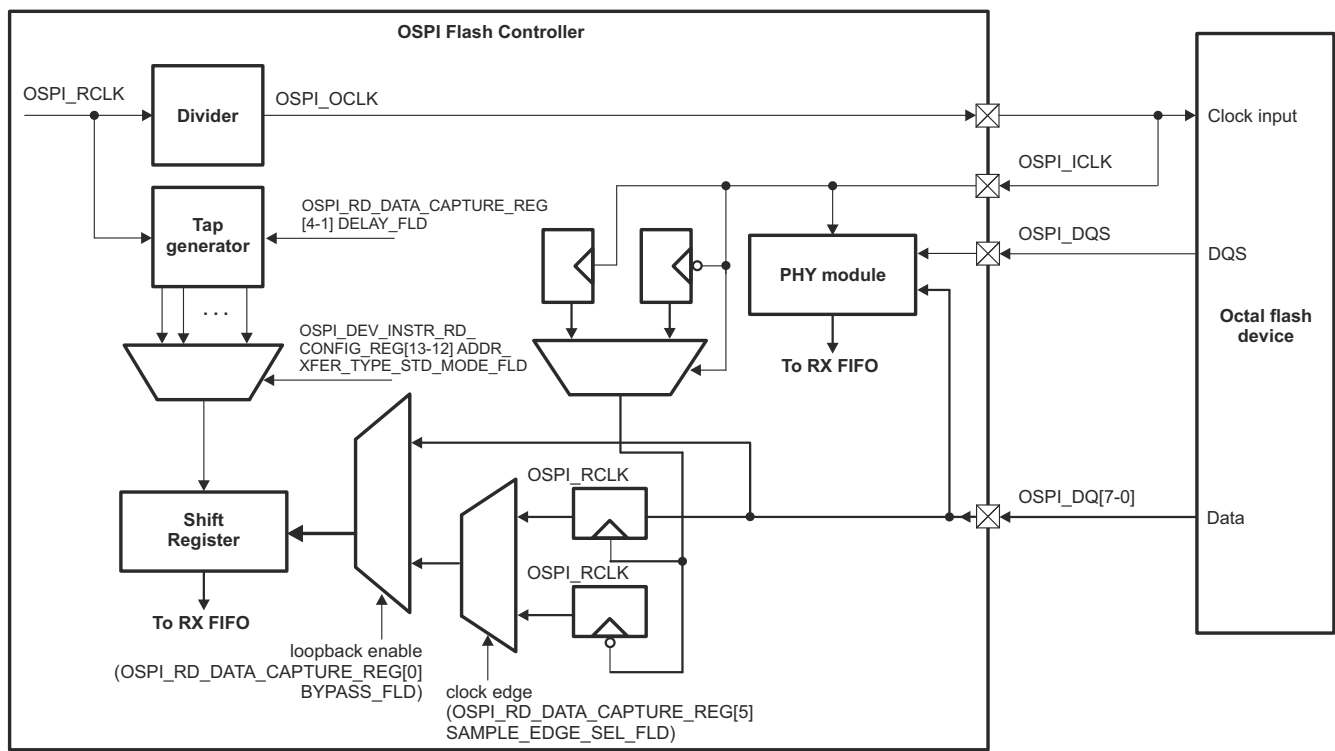 OSPI Flash Controller
OSPI_RCLK
Divider
OSPI_OCLK
Clock input
OSPI_ICLK
Tap
generator
OSPI_RD_DATA_CAPTURE_REG
[4-1] DELAY_FLD
OSPI_DQS
DQS
PHY module
Octal flash
device
. . .
OSPI_DEV_INSTR_RD_
CONFIG_REG[13-12] ADDR_
XFER_TYPE_STD_MODE_FLD
To RX FIFO
OSPI_RCLK
OSPI_DQ[7-0]
Data
Shift
Register
OSPI_RCLK
To RX FIFO
loopback enable
(OSPI_RD_DATA_CAPTURE_REG[0]
BYPASS_FLD)
clock edge
(OSPI_RD_DATA_CAPTURE_REG[5]
SAMPLE_EDGE_SEL_FLD)